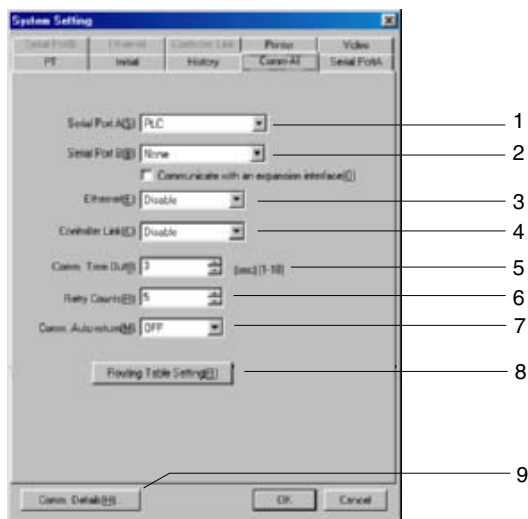 System Setting
Serial PortB Ethernet Controller Link Printer Video
PT Initial History Comm-All Serial PortA
Serial Port A(S) PLC 1
Serial Port B(B) None 2
Communicate with an expansion interface(O)
Ethernet(E) Disable 3
Controller Link(C) Disable 4
Comm. Time Out(I) 3 (sec) (1-10) 5
Retry Counts(R) 5 6
Comm. Auto-return(M) OFF 7
Routing Table Setting(L) 8
9
Comm. Details(H)... OK Cancel